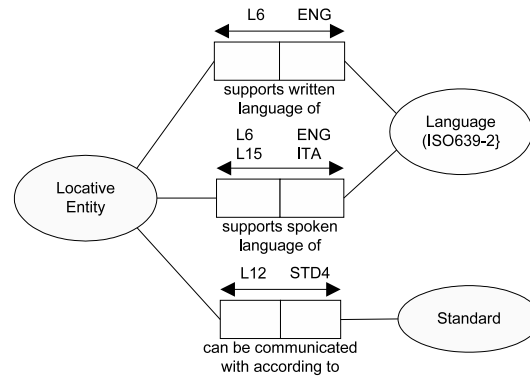 L6 ENG
supports written
language of
Language
(ISO639-2}
L6 ENG
L15 ITA
Locative
Entity
supports spoken
language of
L12 STD4
Standard
can be communicated
with according to